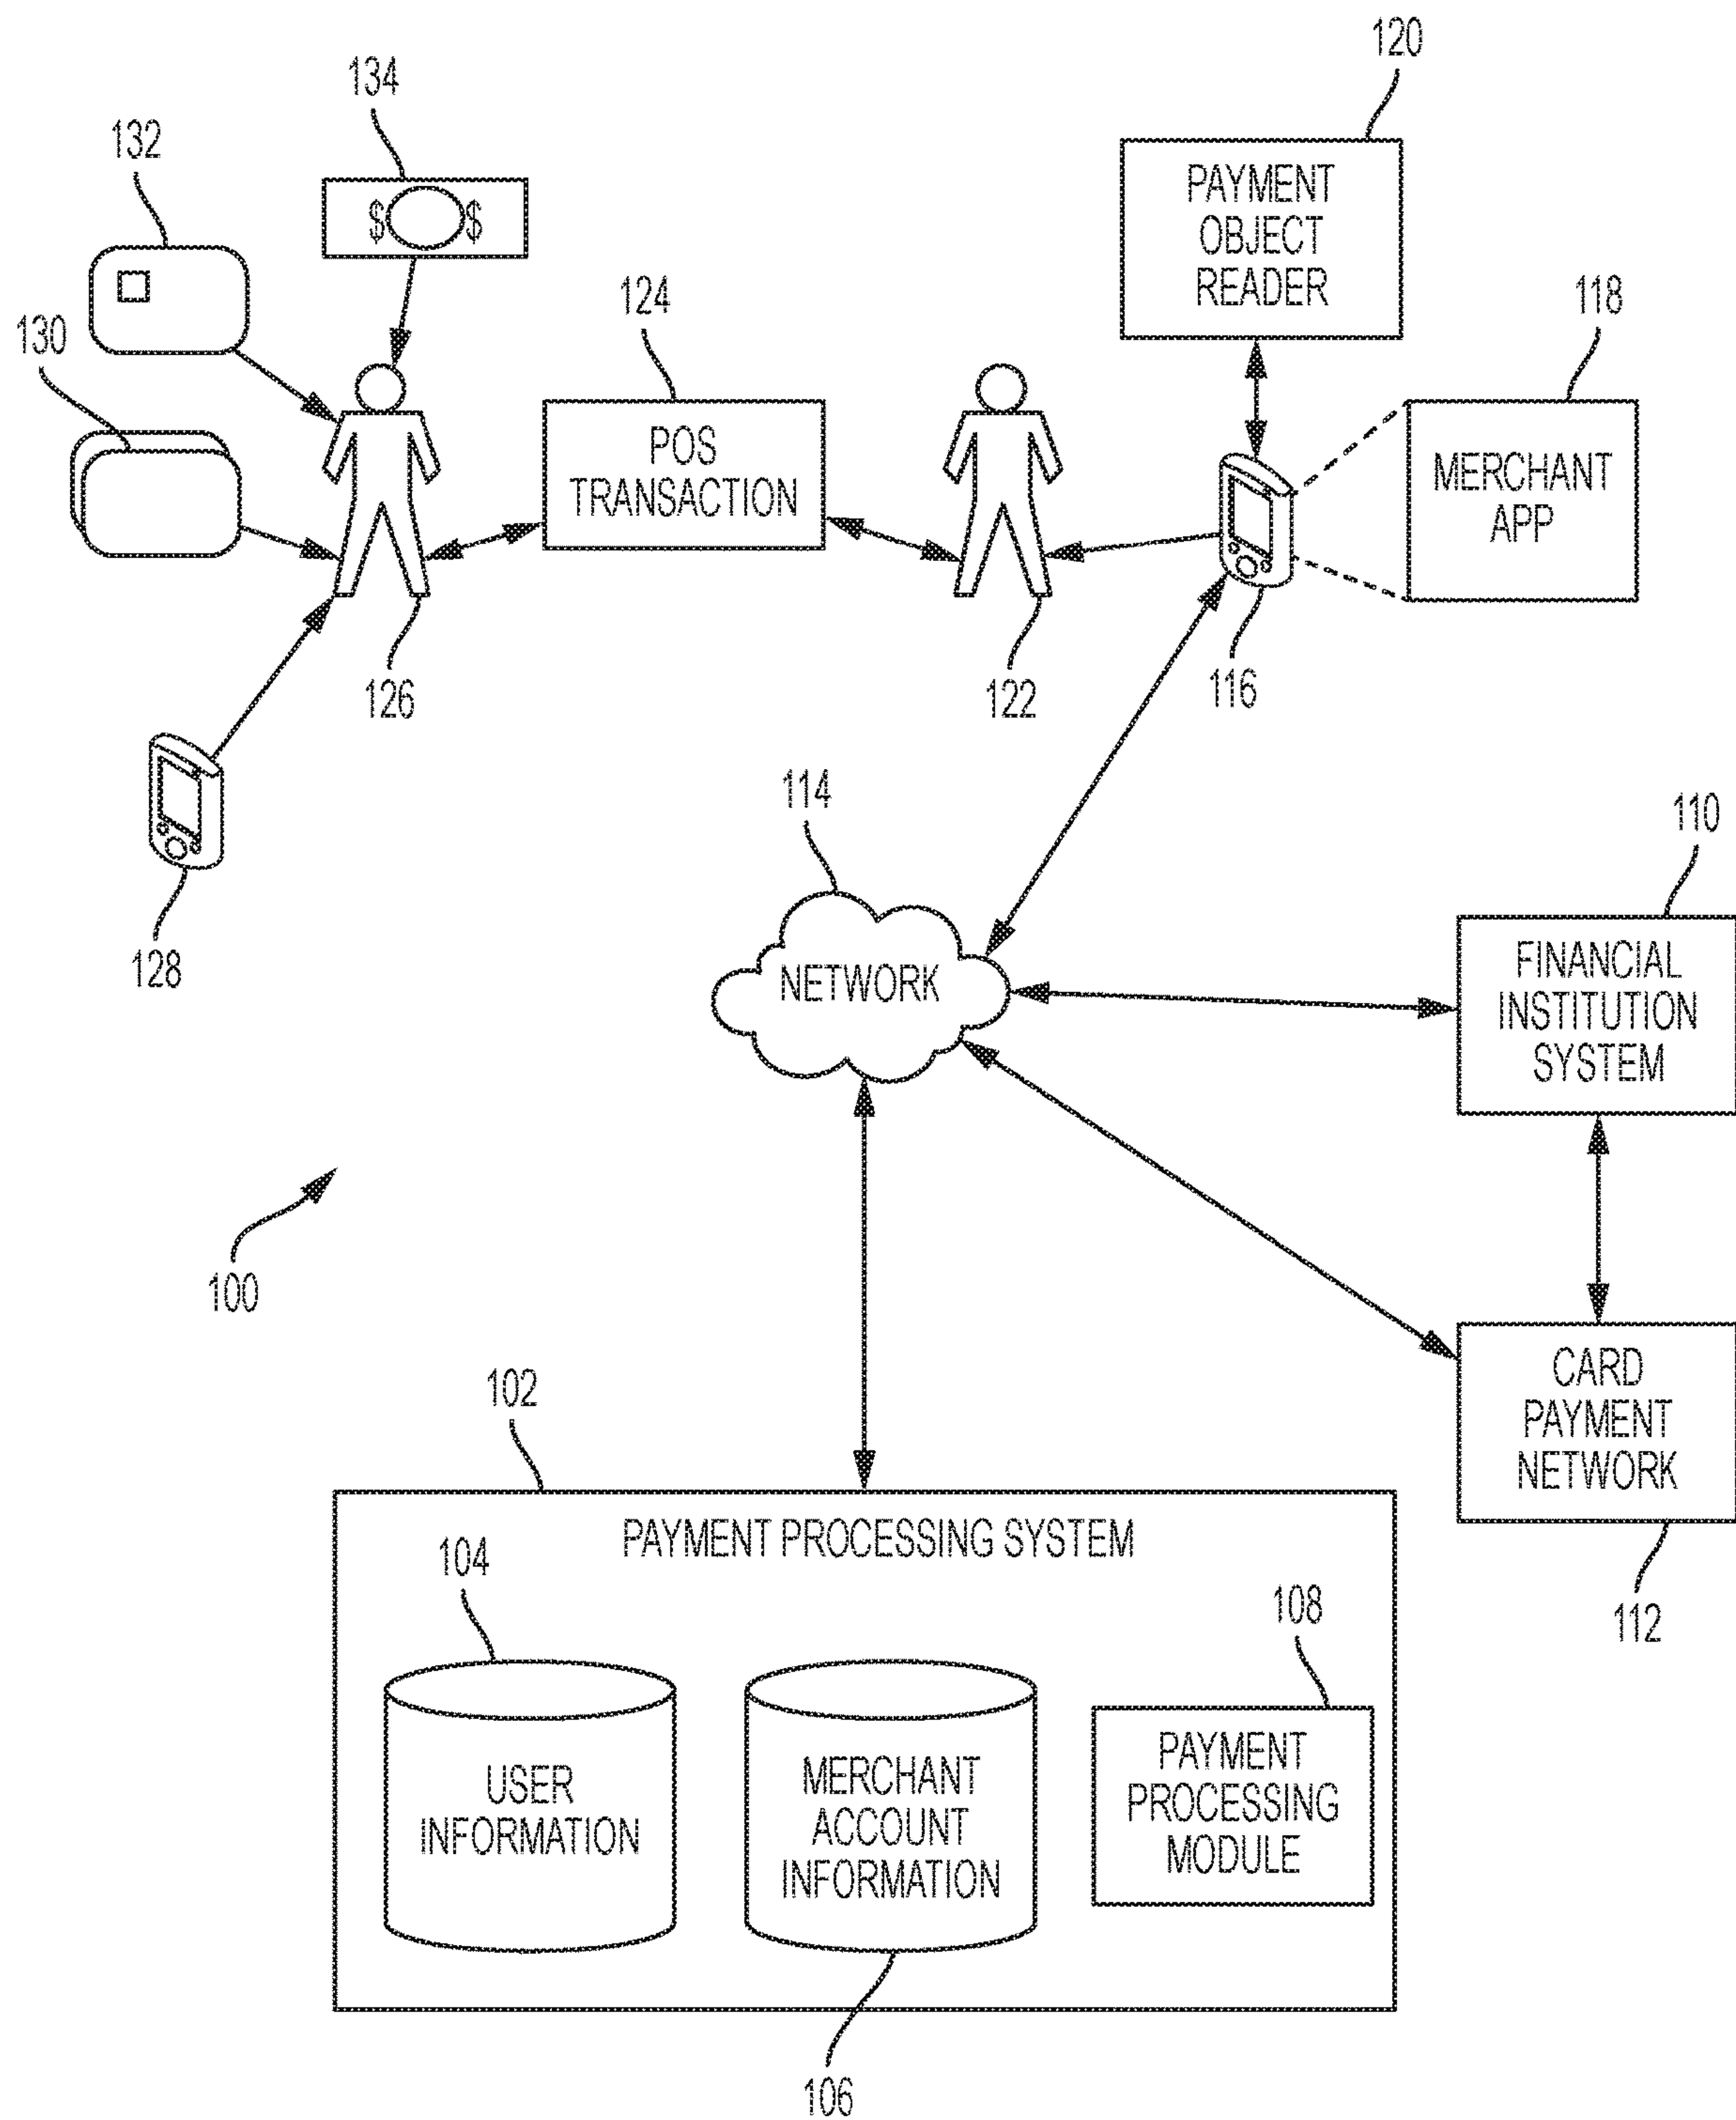 120
134
132
PAYMENT
OBJECT
READER
$ $
124
118
130
POS
TRANSACTION
MERCHANT
APP
126
122
116
114
110
128
NETWORK
FINANCIAL
INSTITUTION
SYSTEM
100
102
CARD
PAYMENT
NETWORK
PAYMENT PROCESSING SYSTEM
104
108
112
USER
INFORMATION
MERCHANT
ACCOUNT
INFORMATION
PAYMENT
PROCESSING
MODULE
106